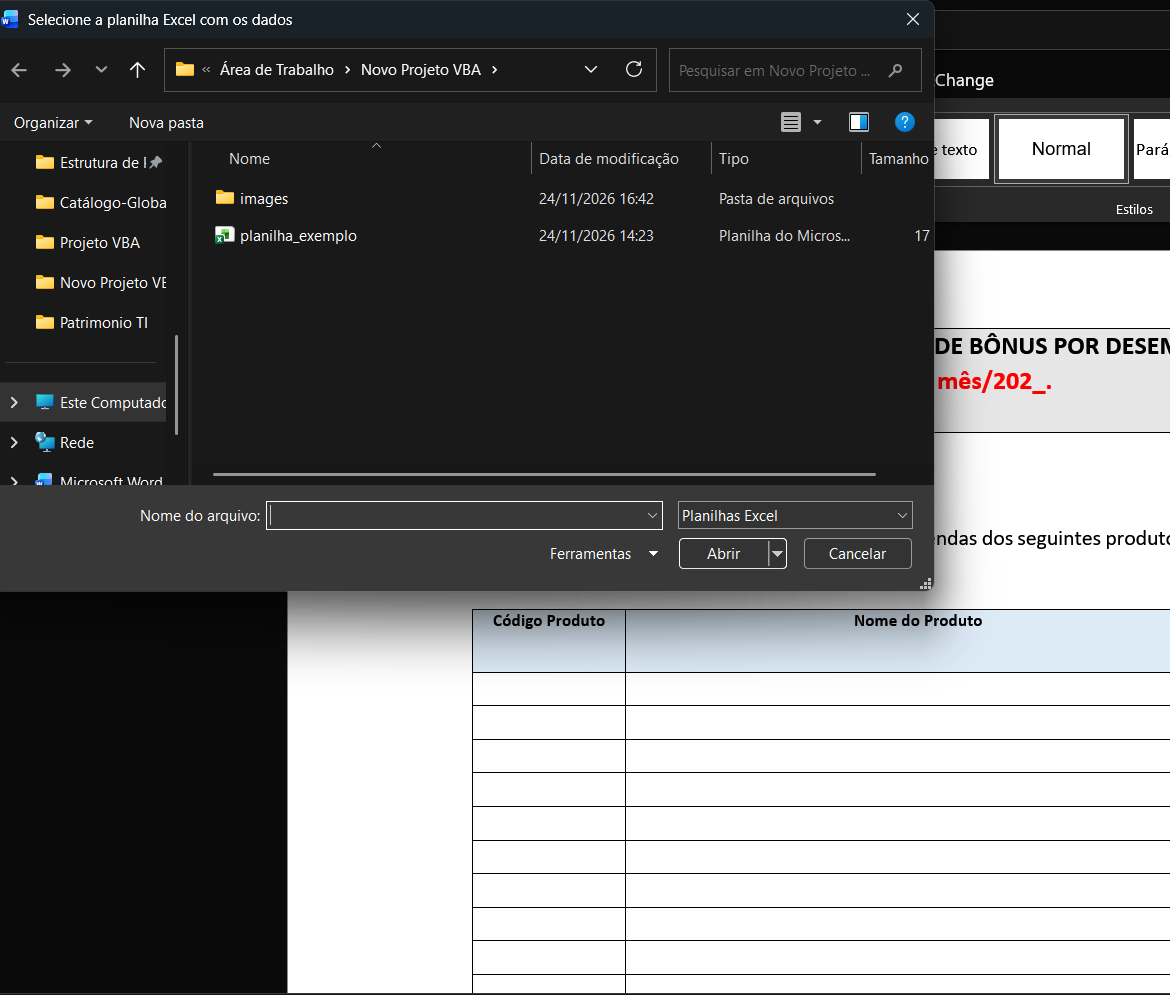 Selecione a planilha Excel com os dados
« Área de Trabalho › Novo Projeto VBA ›
Pesquisar em Novo Projeto ...
Change
Organizar
Nova pasta
texto
Normal
Pará
Estilos
Nome
Data de modificação
Tipo
Tamanho
Estrutura de
images
24/11/2026 16:42
Pasta de arquivos
Catálogo-Globa
planilha_exemplo
24/11/2026 14:23
Planilha do Micros...
17
Projeto VBA
Novo Projeto VB
Patrimonio TI
Este Computado
Rede
Microsoft Word
DE BÔNUS POR DESEM
mês/202_.
Nome do arquivo:
Planilhas Excel
Ferramentas
Abrir
Cancelar
endas dos seguintes produto
Código Produto
Nome do Produto